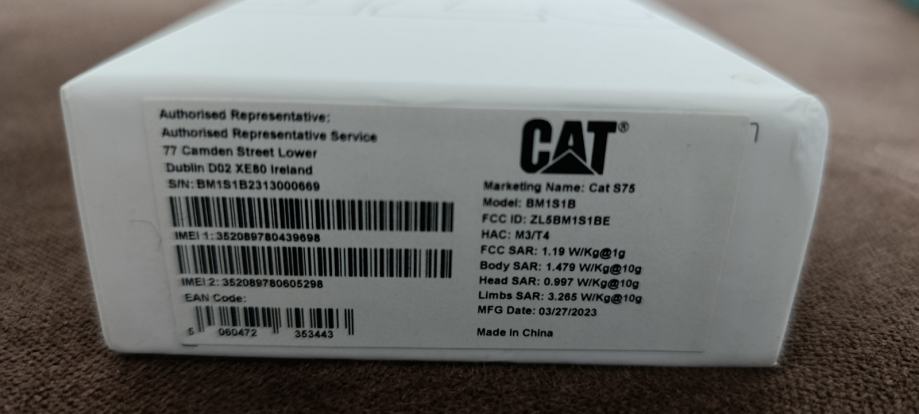 Authorised Representative:
Authorised Representative Service
77 Camden Street Lower
Dublin D02 XE80 Ireland
S/N: BM1S1B2313000669
IMEI 1: 352089780439698
IMEI 2: 352089780605298
EAN Code:
5 060472 353443
CAT®
Marketing Name: Cat S75
Model: BM1S1B
FCC ID: ZL5BM1S1BE
HAC: M3/T4
FCC SAR: 1.19 W/Kg@1g
Body SAR: 1.479 W/Kg@10g
Head SAR: 0.997 W/Kg@10g
Limbs SAR: 3.265 W/Kg@10g
MFG Date: 03/27/2023
Made in China